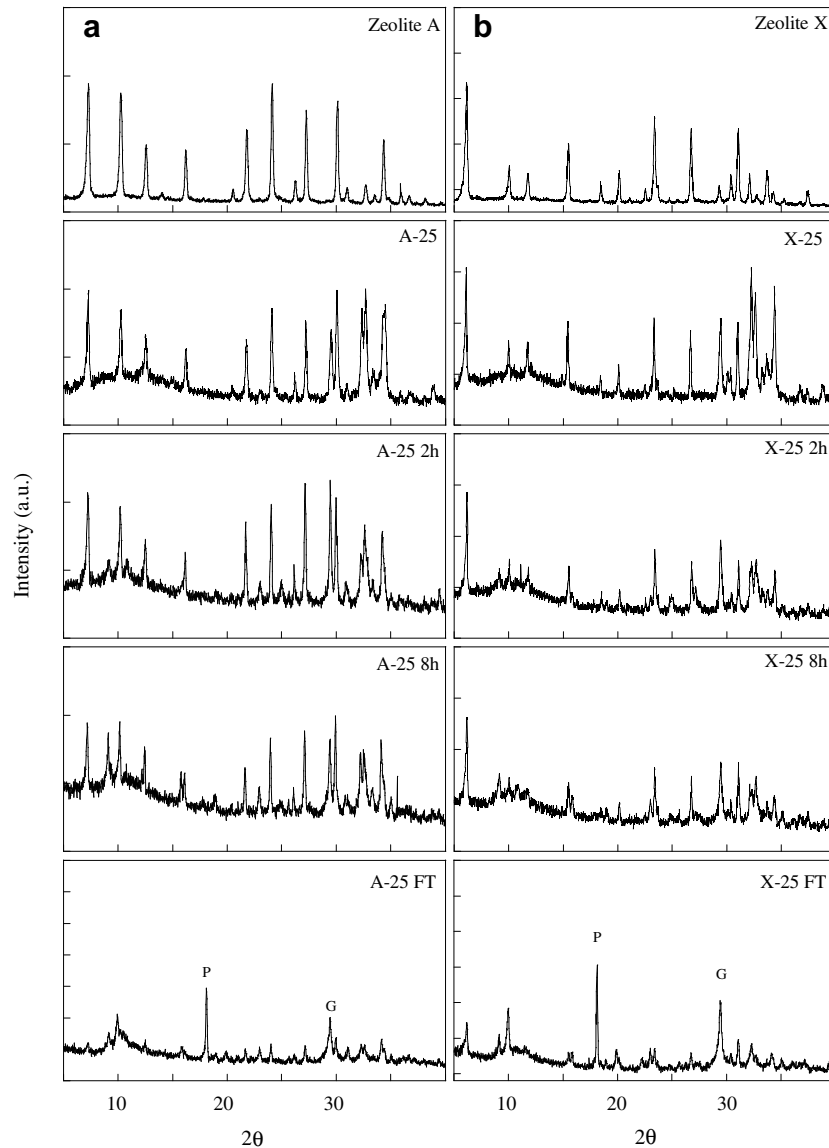 a
Zeolite A
b
Zeolite X
A-25
X-25
A-25 2h
X-25 2h
Intensity (a.u.)
A-25 8h
X-25 8h
A-25 FT
X-25 FT
P
G
P
G
10 20 30
10 20 30
2θ
2θ